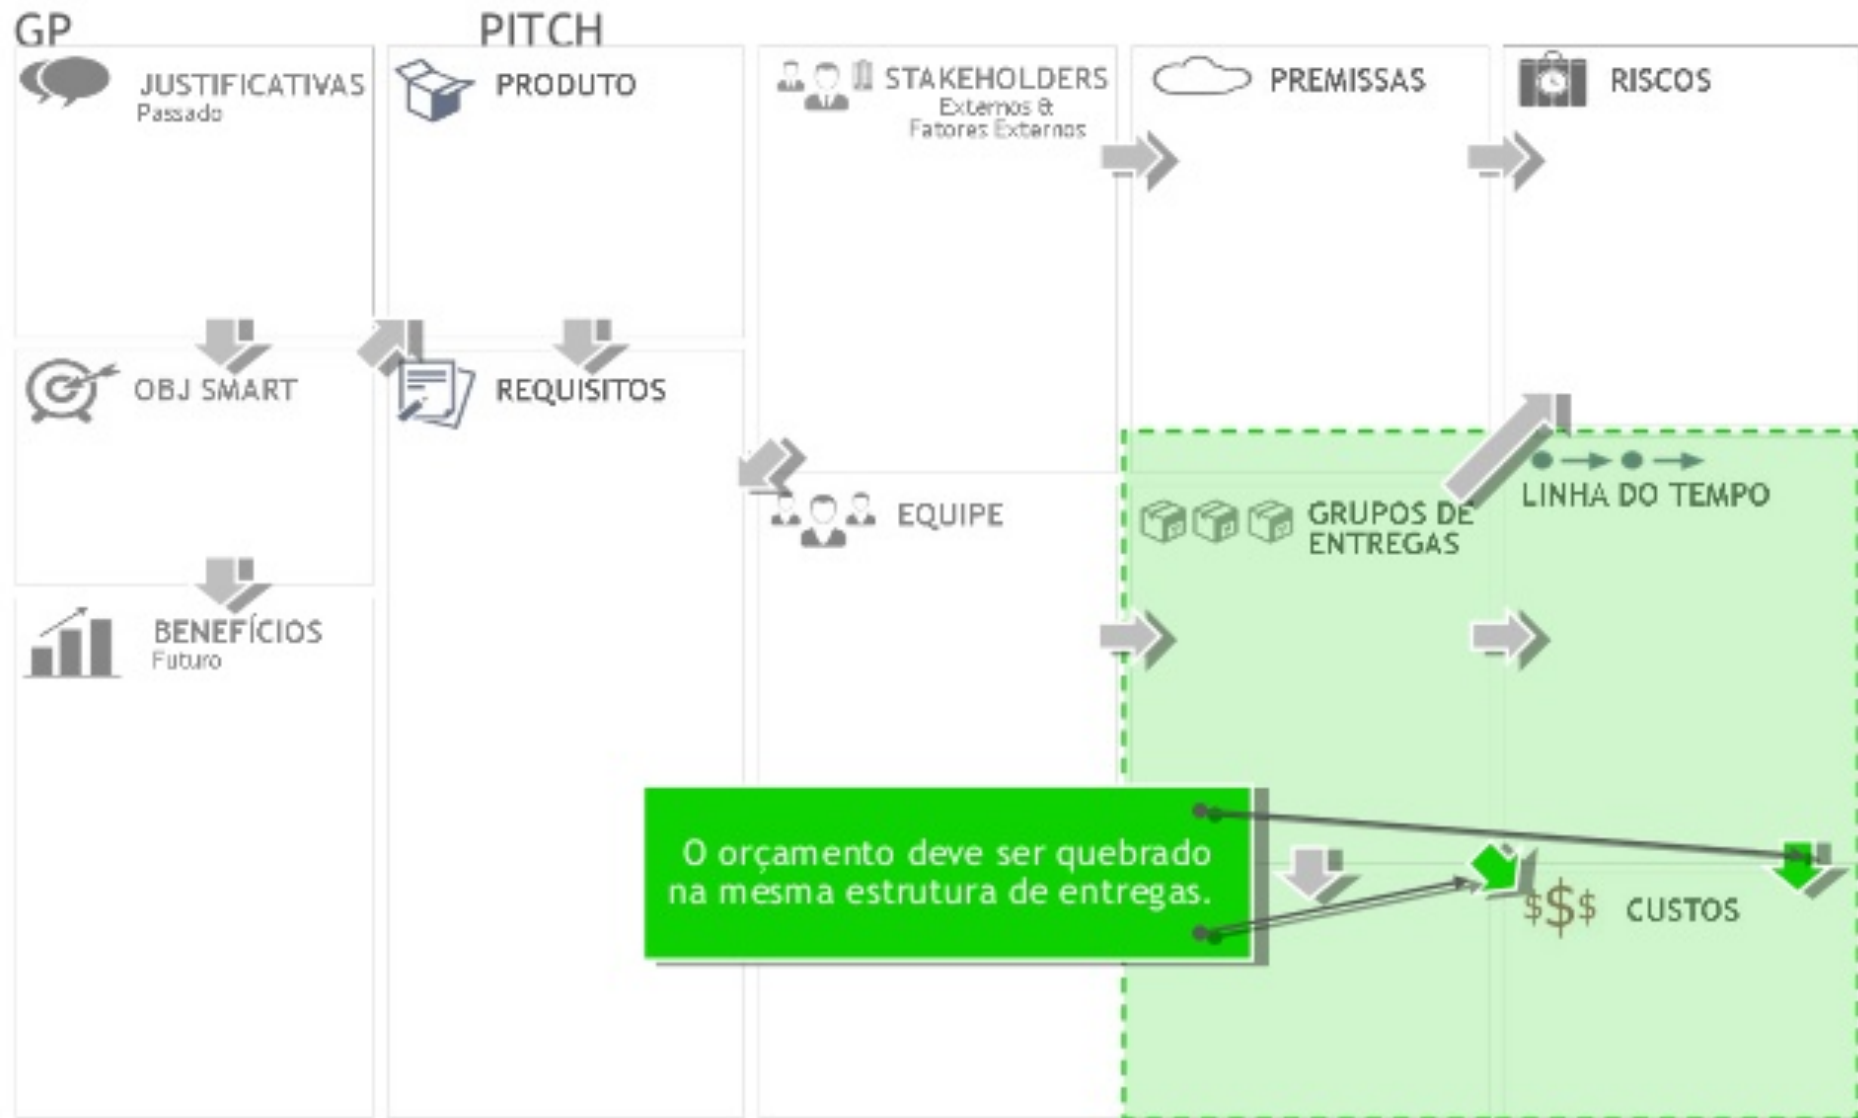 GP
PITCH
JUSTIFICATIVAS
Passado
PRODUTO
STAKEHOLDERS
Externos &
Fatores Externos
PREMISSAS
RISCOS
OBJ SMART
REQUISITOS
EQUIPE
GRUPOS DE
ENTREGAS
LINHA DO TEMPO
BENEFÍCIOS
Futuro
O orçamento deve ser quebrado
na mesma estrutura de entregas.
$$$ CUSTOS